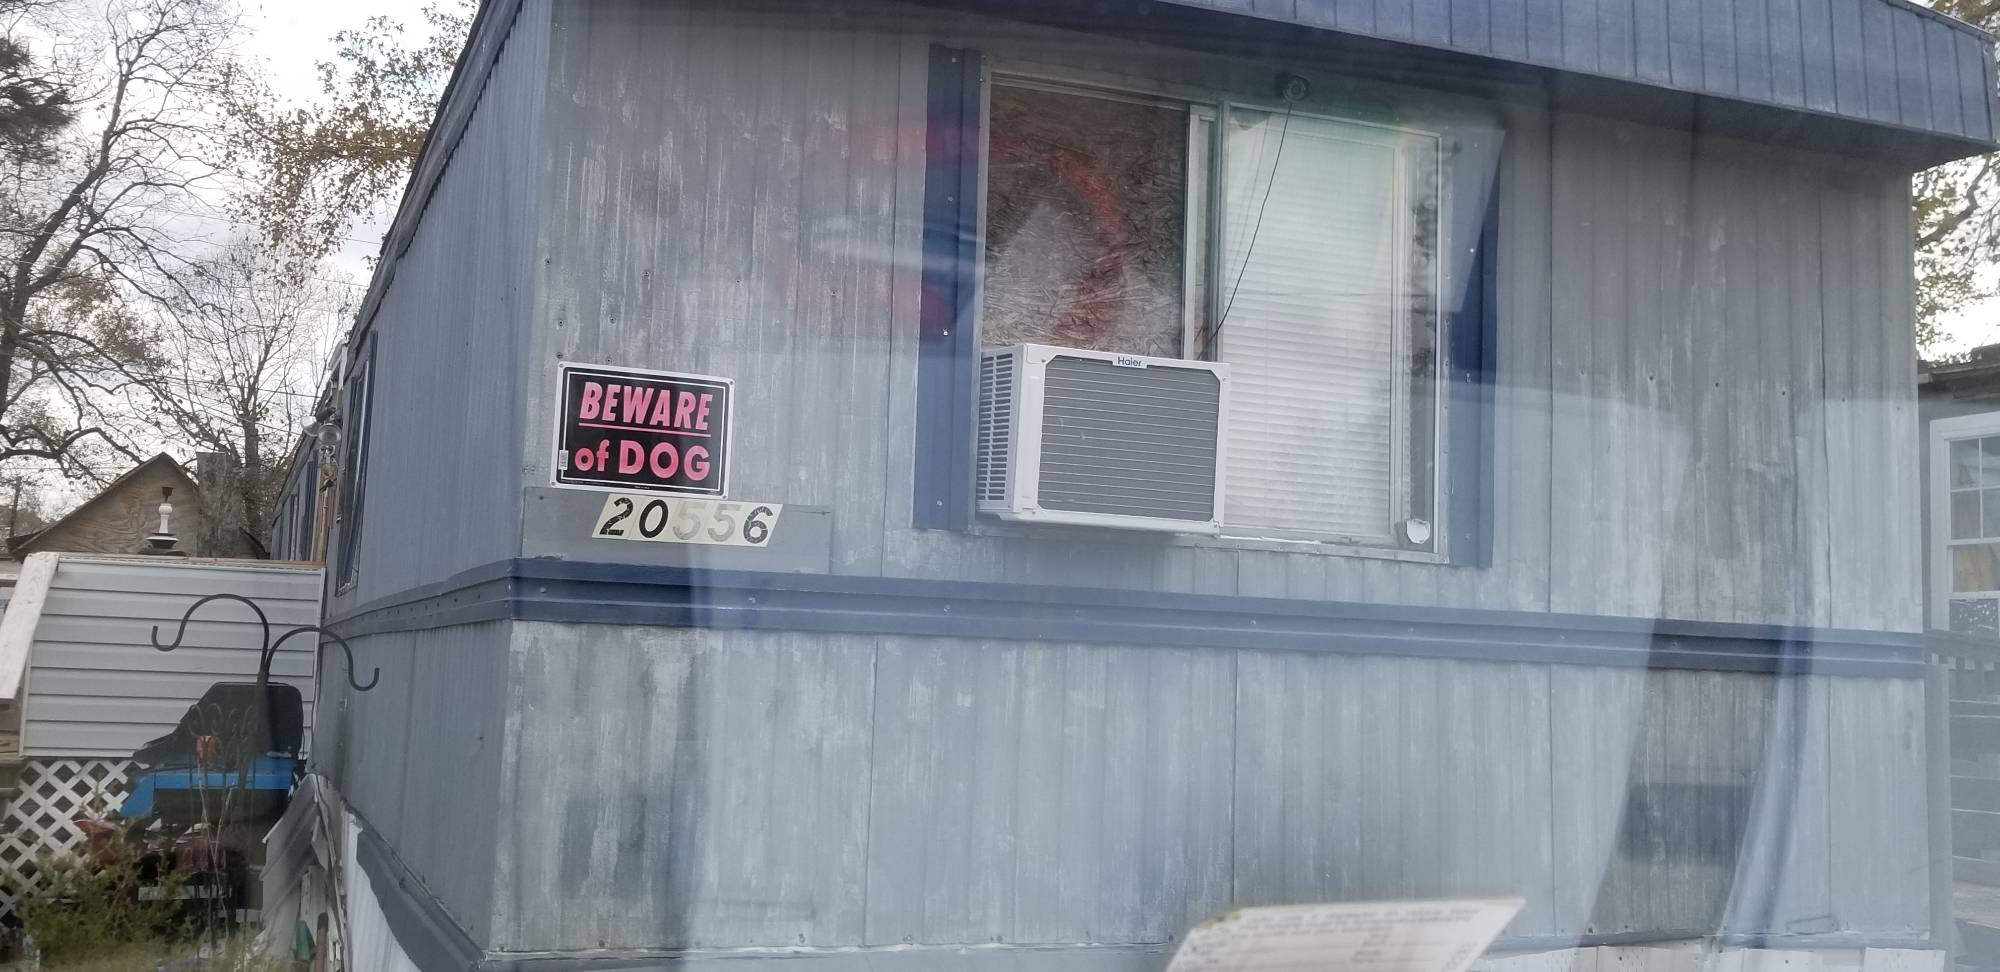 Haier
BEWARE
of DOG
20556